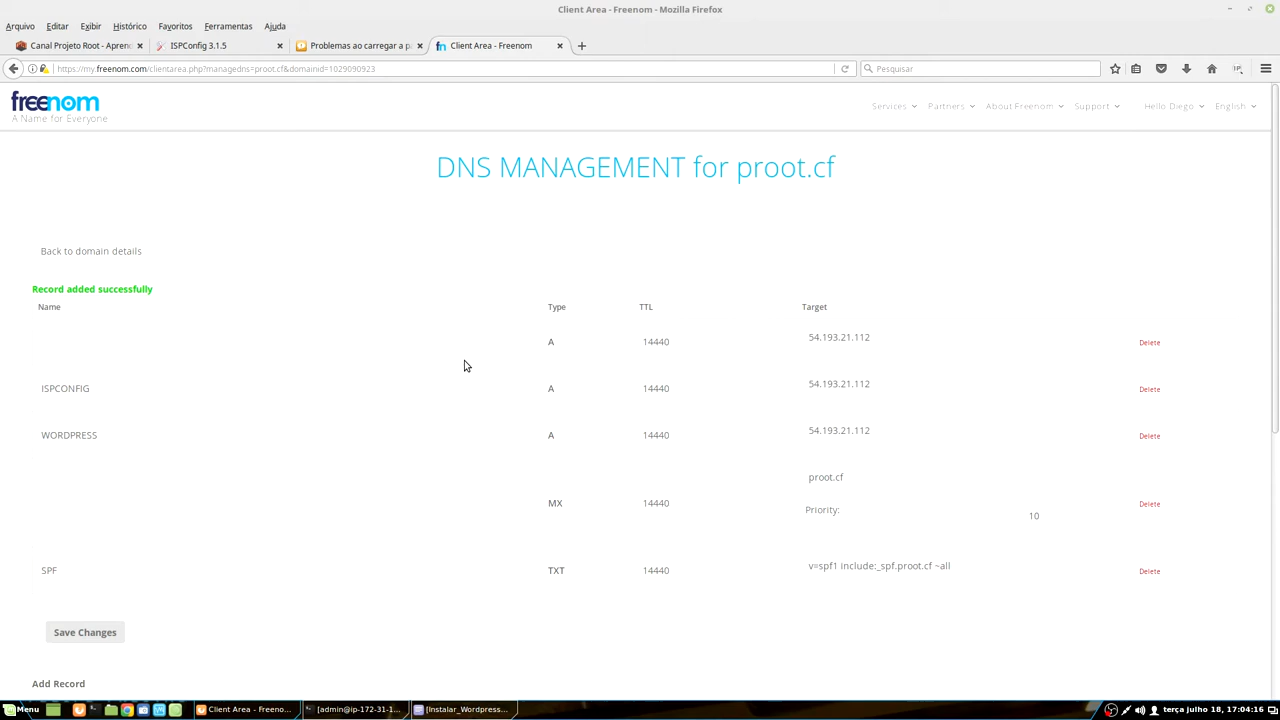 Client Area - Freenom - Mozilla Firefox
Arquivo Editar Exibir Histórico Favoritos Ferramentas Ajuda
Canal Projeto Root - Apren
ISPConfig 3.1.5
Problemas ao carregar a p
Client Area - Freenom
https://my.freenom.com/clientarea.php?managedns=proot.cf&domainid=1029090923
Pesquisar
freenom
A Name for Everyone
Services Partners About Freenom Support Hello Diego English
DNS MANAGEMENT for proot.cf
Back to domain details
Record added successfully
Name Type TTL Target
A 14440 54.193.21.112 Delete
ISPCONFIG A 14440 54.193.21.112 Delete
WORDPRESS A 14440 54.193.21.112 Delete
proot.cf
MX 14440 Delete
Priority: 10
SPF TXT 14440 v=spf1 include:_spf.proot.cf ~all Delete
Save Changes
Add Record
Menu Client Area - Freeno... [admin@ip-172-31-1... [Instalar_Wordpress... terça julho 18, 17:04:16